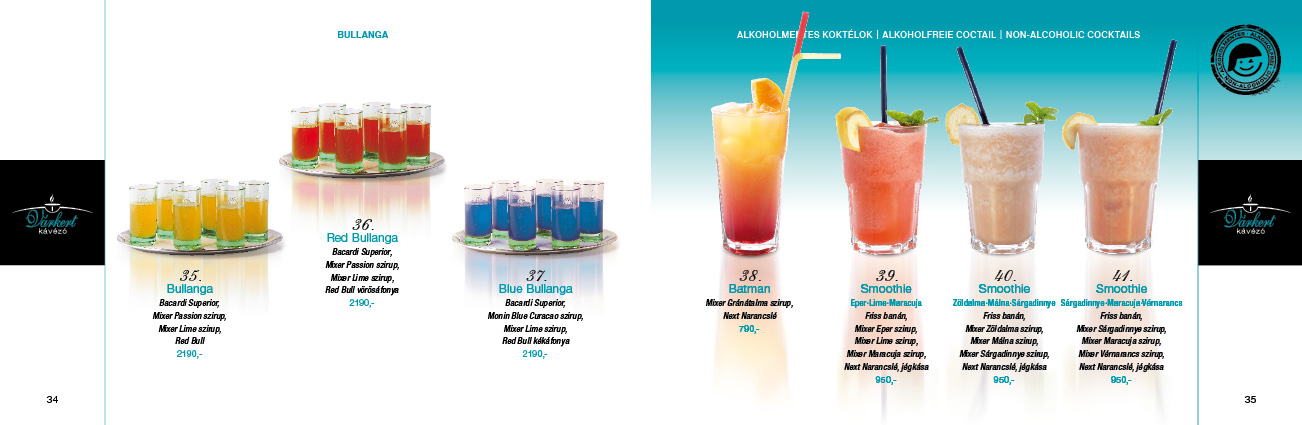 BULLANGA
Várkert
kávézó
35.
Bullanga
Bacardi Superior,
Mixer Passion szirup,
Mixer Lime szirup,
Red Bull
2190,-
36.
Red Bullanga
Bacardi Superior,
Mixer Passion szirup,
Mixer Lime szirup,
Red Bull vörösáfonya
2190,-
37.
Blue Bullanga
Bacardi Superior,
Monin Blue Curacao szirup,
Mixer Lime szirup,
Red Bull kékáfonya
2190,-
34
ALKOHOLMENTES KOKTÉLOK | ALKOHOLFREIE COCTAIL | NON-ALCOHOLIC COCKTAILS
38.
Batman
Mixer Gránátalma szirup,
Next Narancslé
790,-
39.
Smoothie
Eper-Lime-Maracuja
Friss banán,
Mixer Eper szirup,
Mixer Lime szirup,
Mixer Maracuja szirup,
Next Narancslé, jégkása
950,-
40.
Smoothie
Zöldalma-Málna-Sárgadinnye
Friss banán,
Mixer Zöldalma szirup,
Mixer Málna szirup,
Mixer Sárgadinnye szirup,
Next Narancslé, jégkása
950,-
41.
Smoothie
Sárgadinnye-Maracuja-Vérnarancs
Friss banán,
Mixer Sárgadinnye szirup,
Mixer Maracuja szirup,
Mixer Vérnarancs szirup,
Next Narancslé, jégkása
950,-
Várkert
kávézó
35